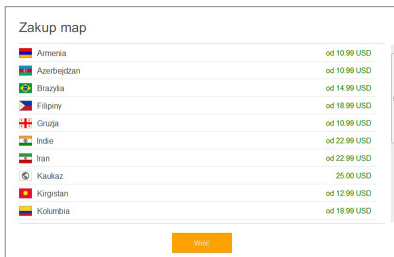 Zakup map
Armenia od 10.99 USD
Azerbejdżan od 10.99 USD
Brazylia od 14.99 USD
Filipiny od 18.99 USD
Gruzja od 10.99 USD
Indie od 22.99 USD
Iran od 22.99 USD
Kaukaz 25.00 USD
Kirgistan od 12.99 USD
Kolumbia od 18.99 USD
Wróć